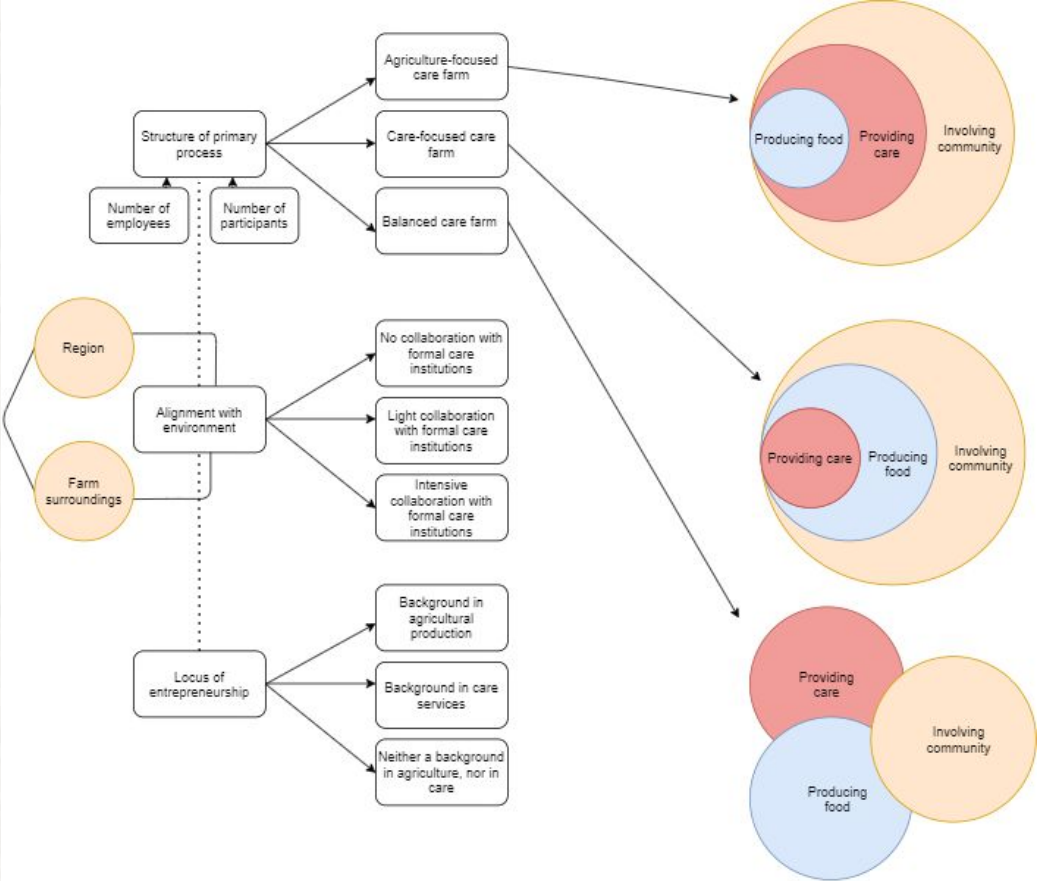 Agriculture-focused
care farm
Structure of primary
process
Care-focused care
farm
Number of
employees
Number of
participants
Balanced care farm
Producing food
Providing
care
Involving
community
Region
Farm
surroundings
Alignment with
environment
No collaboration with
formal care
institutions
Light collaboration
with formal care
institutions
Intensive
collaboration with
formal care
institutions
Providing care
Producing
food
Involving
community
Locus of
entrepreneurship
Background in
agricultural
production
Background in care
services
Neither a background
in agriculture, nor in
care
Providing
care
Involving
community
Producing
food